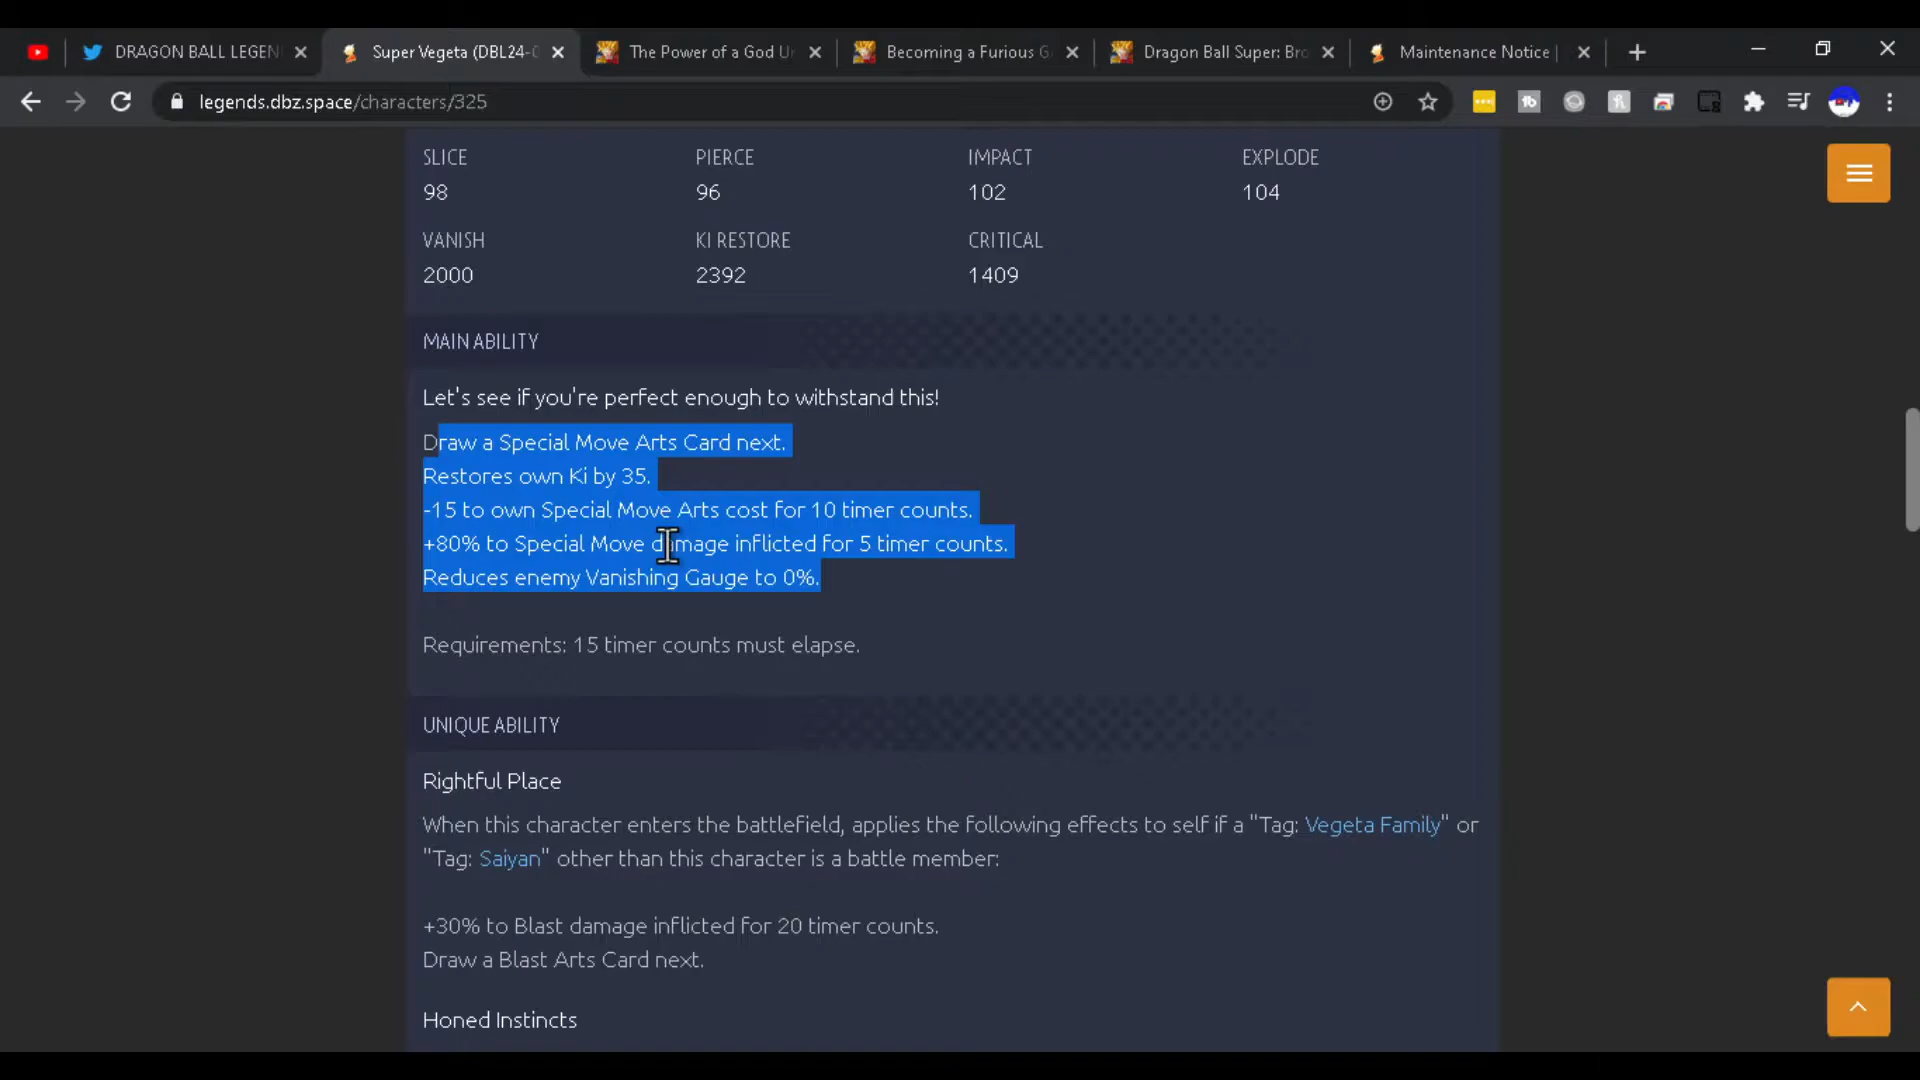 DRAGON BALL LEGEN
Super Vegeta (DBL24-0
The Power of a God U
Becoming a Furious G
Dragon Ball Super: Bro
Maintenance Notice |
legends.dbz.space/characters/325
SLICE
PIERCE
IMPACT
EXPLODE
98
96
102
104
VANISH
KI RESTORE
CRITICAL
2000
2392
1409
MAIN ABILITY
Let's see if you're perfect enough to withstand this!
Draw a Special Move Arts Card next.
Restores own Ki by 35.
-15 to own Special Move Arts cost for 10 timer counts.
+80% to Special Move damage inflicted for 5 timer counts.
Reduces enemy Vanishing Gauge to 0%.
Requirements: 15 timer counts must elapse.
UNIQUE ABILITY
Rightful Place
When this character enters the battlefield, applies the following effects to self if a "Tag: Vegeta Family" or
"Tag: Saiyan" other than this character is a battle member:
+30% to Blast damage inflicted for 20 timer counts.
Draw a Blast Arts Card next.
Honed Instincts